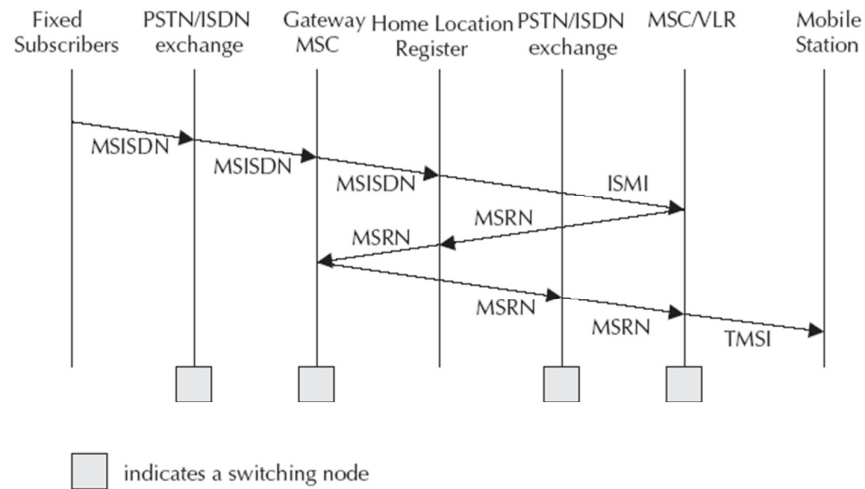 Fixed
Subscribers
PSTN/ISDN
exchange
Gateway
MSC
Home Location
Register
PSTN/ISDN
exchange
MSC/VLR
Mobile
Station
MSISDN
MSISDN
MSISDN
ISMI
MSRN
MSRN
MSRN
MSRN
TMSI
indicates a switching node